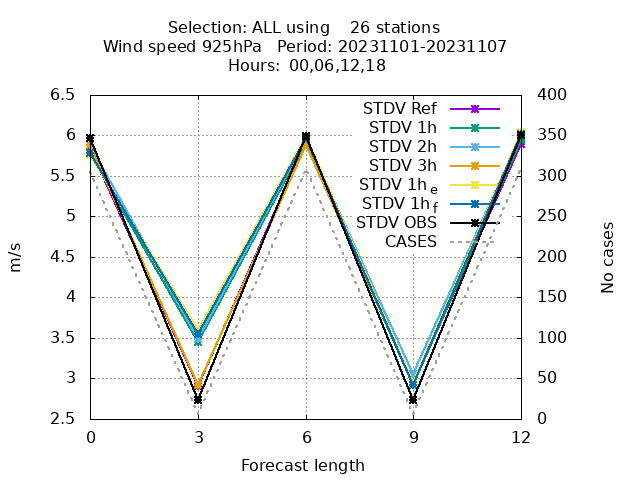 Selection: ALL using    26 stations
Wind speed 925hPa   Period: 20231101-20231107
Hours: 00,06,12,18
6.5
6
5.5
5
4.5
4
3.5
3
2.5
m/s
400
350
300
250
200
150
100
50
0
No cases
STDV Ref
STDV 1h
STDV 2h
STDV 3h
STDV 1h e
STDV 1h f
STDV OBS
CASES
0 3 6 9 12
Forecast length